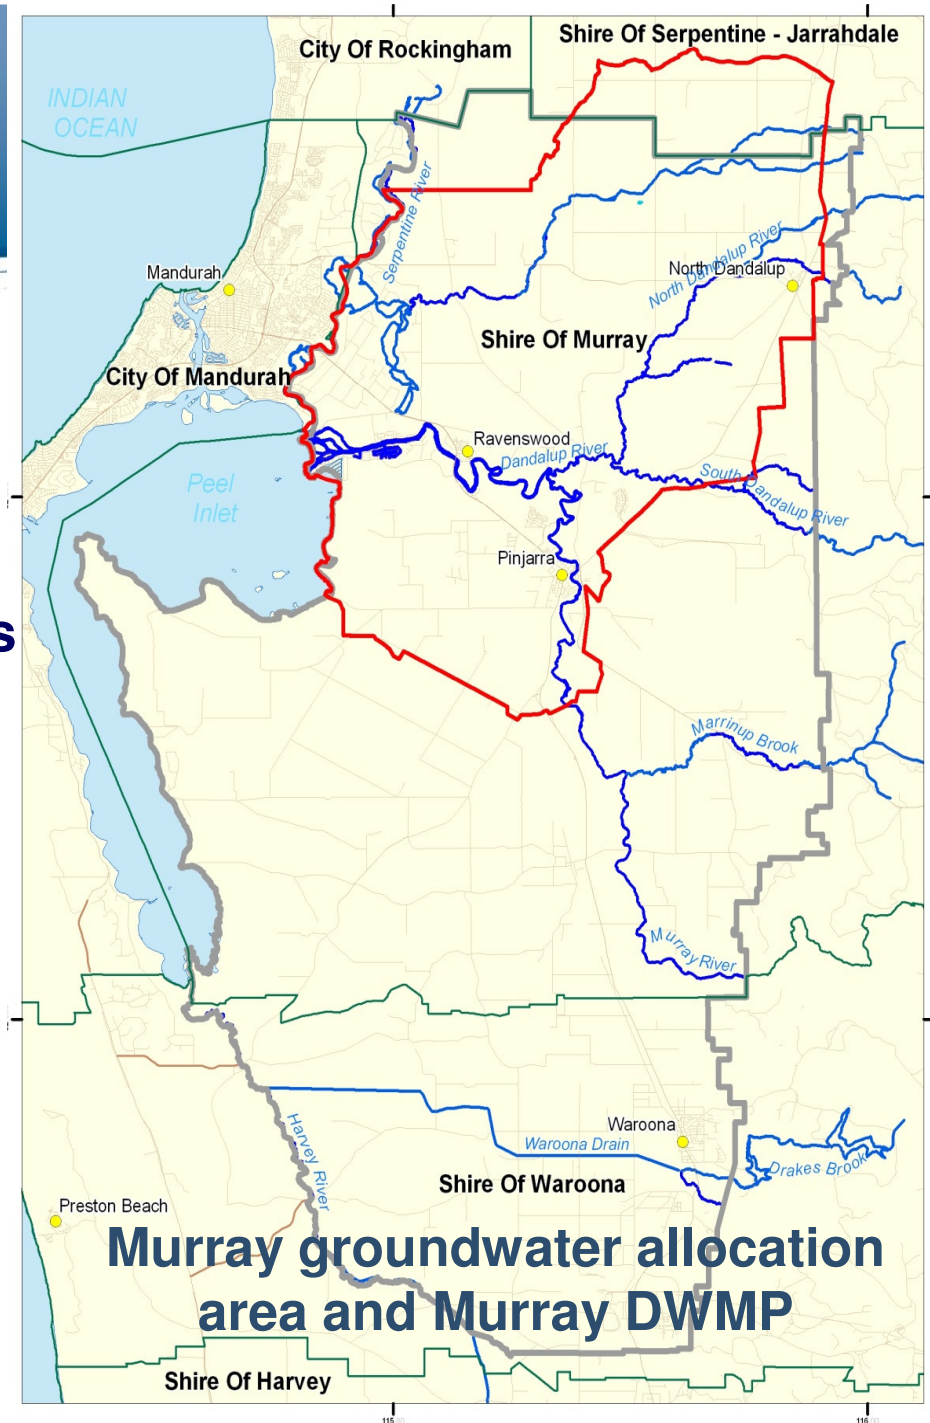 City Of Rockingham
Shire Of Serpentine - Jarrahdale
INDIAN
OCEAN
Serpentine River
North Dandalup River
North Dandalup
Mandurah
Shire Of Murray
City Of Mandurah
Ravenswood
Dandalup River
South Dandalup River
Peel
Inlet
Pinjarra
s
Marrinup Brook
Murray River
Harvey River
Waroona
Waroona Drain
Drakes Brook
Shire Of Waroona
Preston Beach
Murray groundwater allocation
area and Murray DWMP
Shire Of Harvey